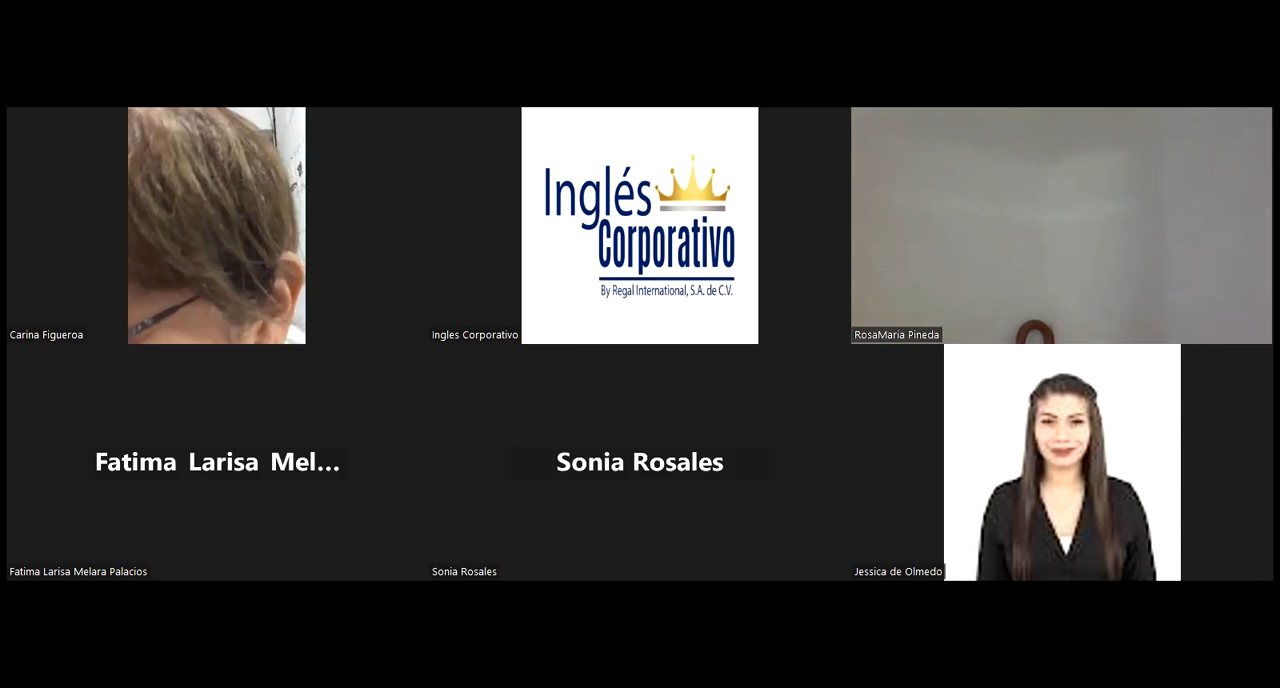 Inglés
Corporativo
By Regal International, S.A. de C.V.
Carina Figueroa
Ingles Corporativo
RosaMaria Pineda
Fatima Larisa Mel...
Sonia Rosales
Fatima Larisa Melara Palacios
Sonia Rosales
Jessica de Olmedo